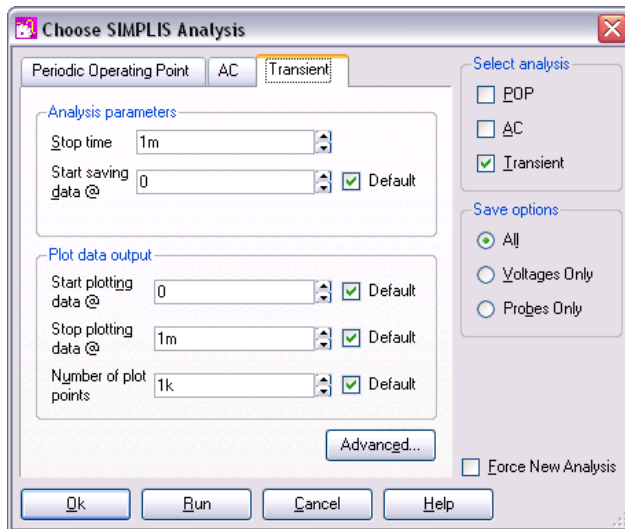 Choose SIMPLIS Analysis
Periodic Operating Point
AC
Transient
Analysis parameters
Stop time
1m
Start saving
data @
0
Default
Plot data output
Start plotting
data @
0
Default
Stop plotting
data @
1m
Default
Number of plot
points
1k
Default
Advanced...
Select analysis
POP
AC
Transient
Save options
All
Voltages Only
Probes Only
Force New Analysis
Ok
Run
Cancel
Help